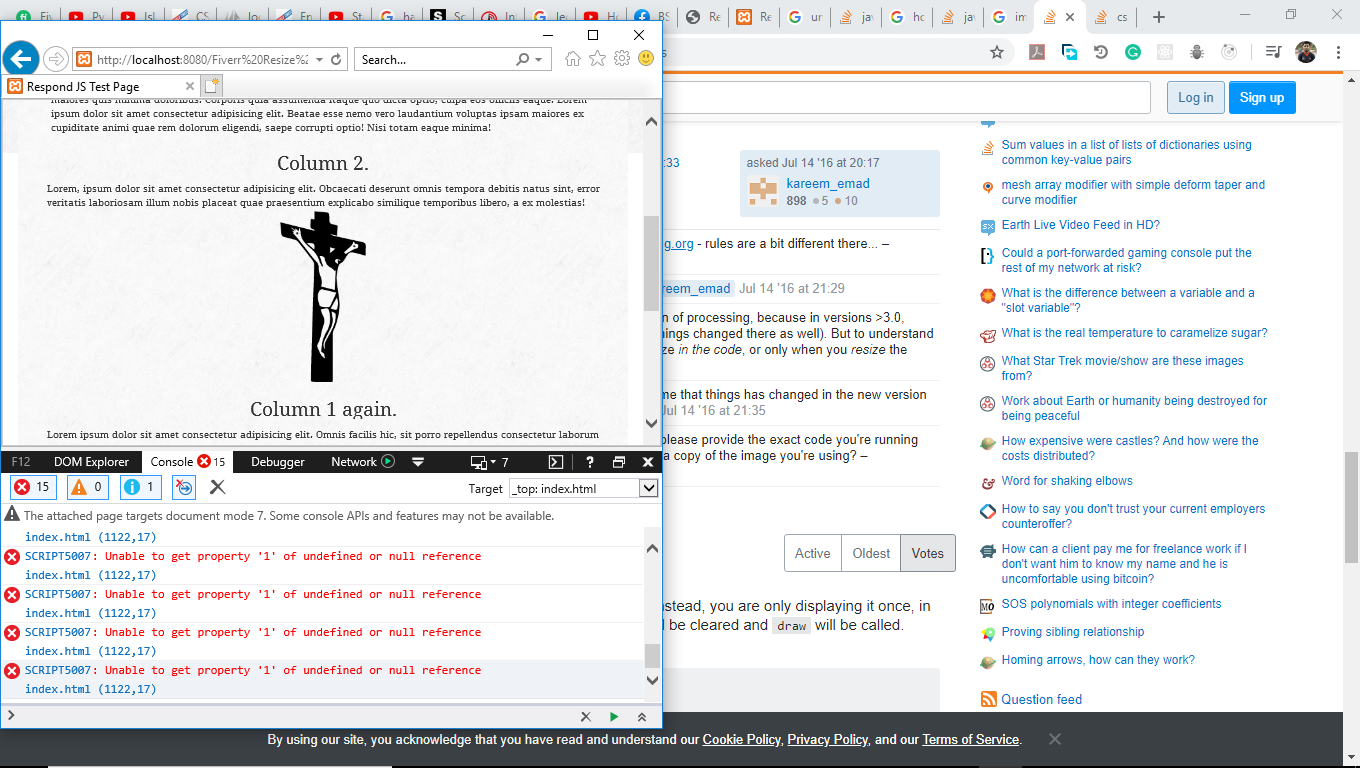 Fiv
Py
JsI
CS
log
En
St
ha
Sc
In
leg
Ho
BS
Re
Re
ur
jav
ho
jav
im
cs
http://localhost:8080/Fiverr%20Resize%2
Search...
Respond JS Test Page
Log in
Sign up
maiores quis minima doloribus. Corporis quia assumenda itaque quo dicta optio, culpa eos officiis eaque. Lorem
ipsum dolor sit amet consectetur adipisicing elit. Beatae esse nemo vero laudantium voluptas ipsam maiores ex
cupiditate animi quae rem dolorum eligendi, saepe corrupti optio! Nisi totam eaque minima!
Column 2.
Lorem, ipsum dolor sit amet consectetur adipisicing elit. Obcaecati deserunt omnis tempora debitis natus sint, error
veritatis laboriosam illum nobis placeat quae praesentium explicabo similique temporibus libero, a ex molestias!
Column 1 again.
Lorem ipsum dolor sit amet consectetur adipisicing elit. Omnis facilis hic, sit porro repellendus consectetur laborum
F12
DOM Explorer
Console
15
Debugger
Network
7
?
15
0
1
Target
_top: index.html
The attached page targets document mode 7. Some console APIs and features may not be available.
index.html (1122,17)
SCRIPT5007: Unable to get property '1' of undefined or null reference
index.html (1122,17)
SCRIPT5007: Unable to get property '1' of undefined or null reference
index.html (1122,17)
SCRIPT5007: Unable to get property '1' of undefined or null reference
index.html (1122,17)
SCRIPT5007: Unable to get property '1' of undefined or null reference
index.html (1122,17)
:33
asked Jul 14 '16 at 20:17
kareem_emad
898 5 10
g.org - rules are a bit different there... –
reem_emad Jul 14 '16 at 21:29
n of processing, because in versions >3.0,
ings changed there as well). But to understand
ze in the code, or only when you resize the
me that things has changed in the new version
Jul 14 '16 at 21:35
please provide the exact code you're running
a copy of the image you're using? –
Active
Oldest
Votes
nstead, you are only displaying it once, in
l be cleared and draw will be called.
Sum values in a list of lists of dictionaries using
common key-value pairs
mesh array modifier with simple deform taper and
curve modifier
Earth Live Video Feed in HD?
Could a port-forwarded gaming console put the
rest of my network at risk?
What is the difference between a variable and a
"slot variable"?
What is the real temperature to caramelize sugar?
What Star Trek movie/show are these images
from?
Work about Earth or humanity being destroyed for
being peaceful
How expensive were castles? And how were the
costs distributed?
Word for shaking elbows
How to say you don't trust your current employers
counteroffer?
How can a client pay me for freelance work if I
don't want him to know my name and he is
uncomfortable using bitcoin?
SOS polynomials with integer coefficients
Proving sibling relationship
Homing arrows, how can they work?
Question feed
By using our site, you acknowledge that you have read and understand our Cookie Policy, Privacy Policy, and our Terms of Service.